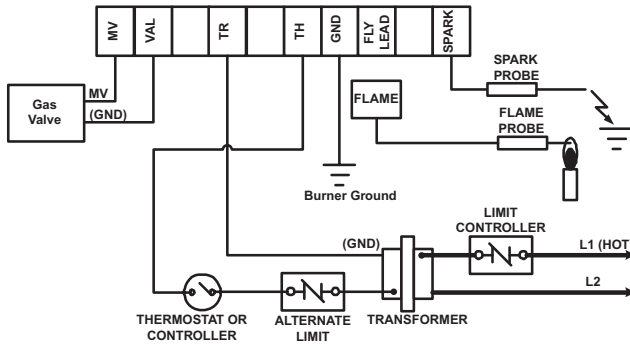 MV
VAL
TR
TH
GND
FLY
LEAD
SPARK
SPARK
PROBE
Gas
Valve
MV
(GND)
FLAME
FLAME
PROBE
Burner Ground
LIMIT
CONTROLLER
(GND)
L1 (HOT
L2
THERMOSTAT OR
CONTROLLER
ALTERNATE
LIMIT
TRANSFORMER